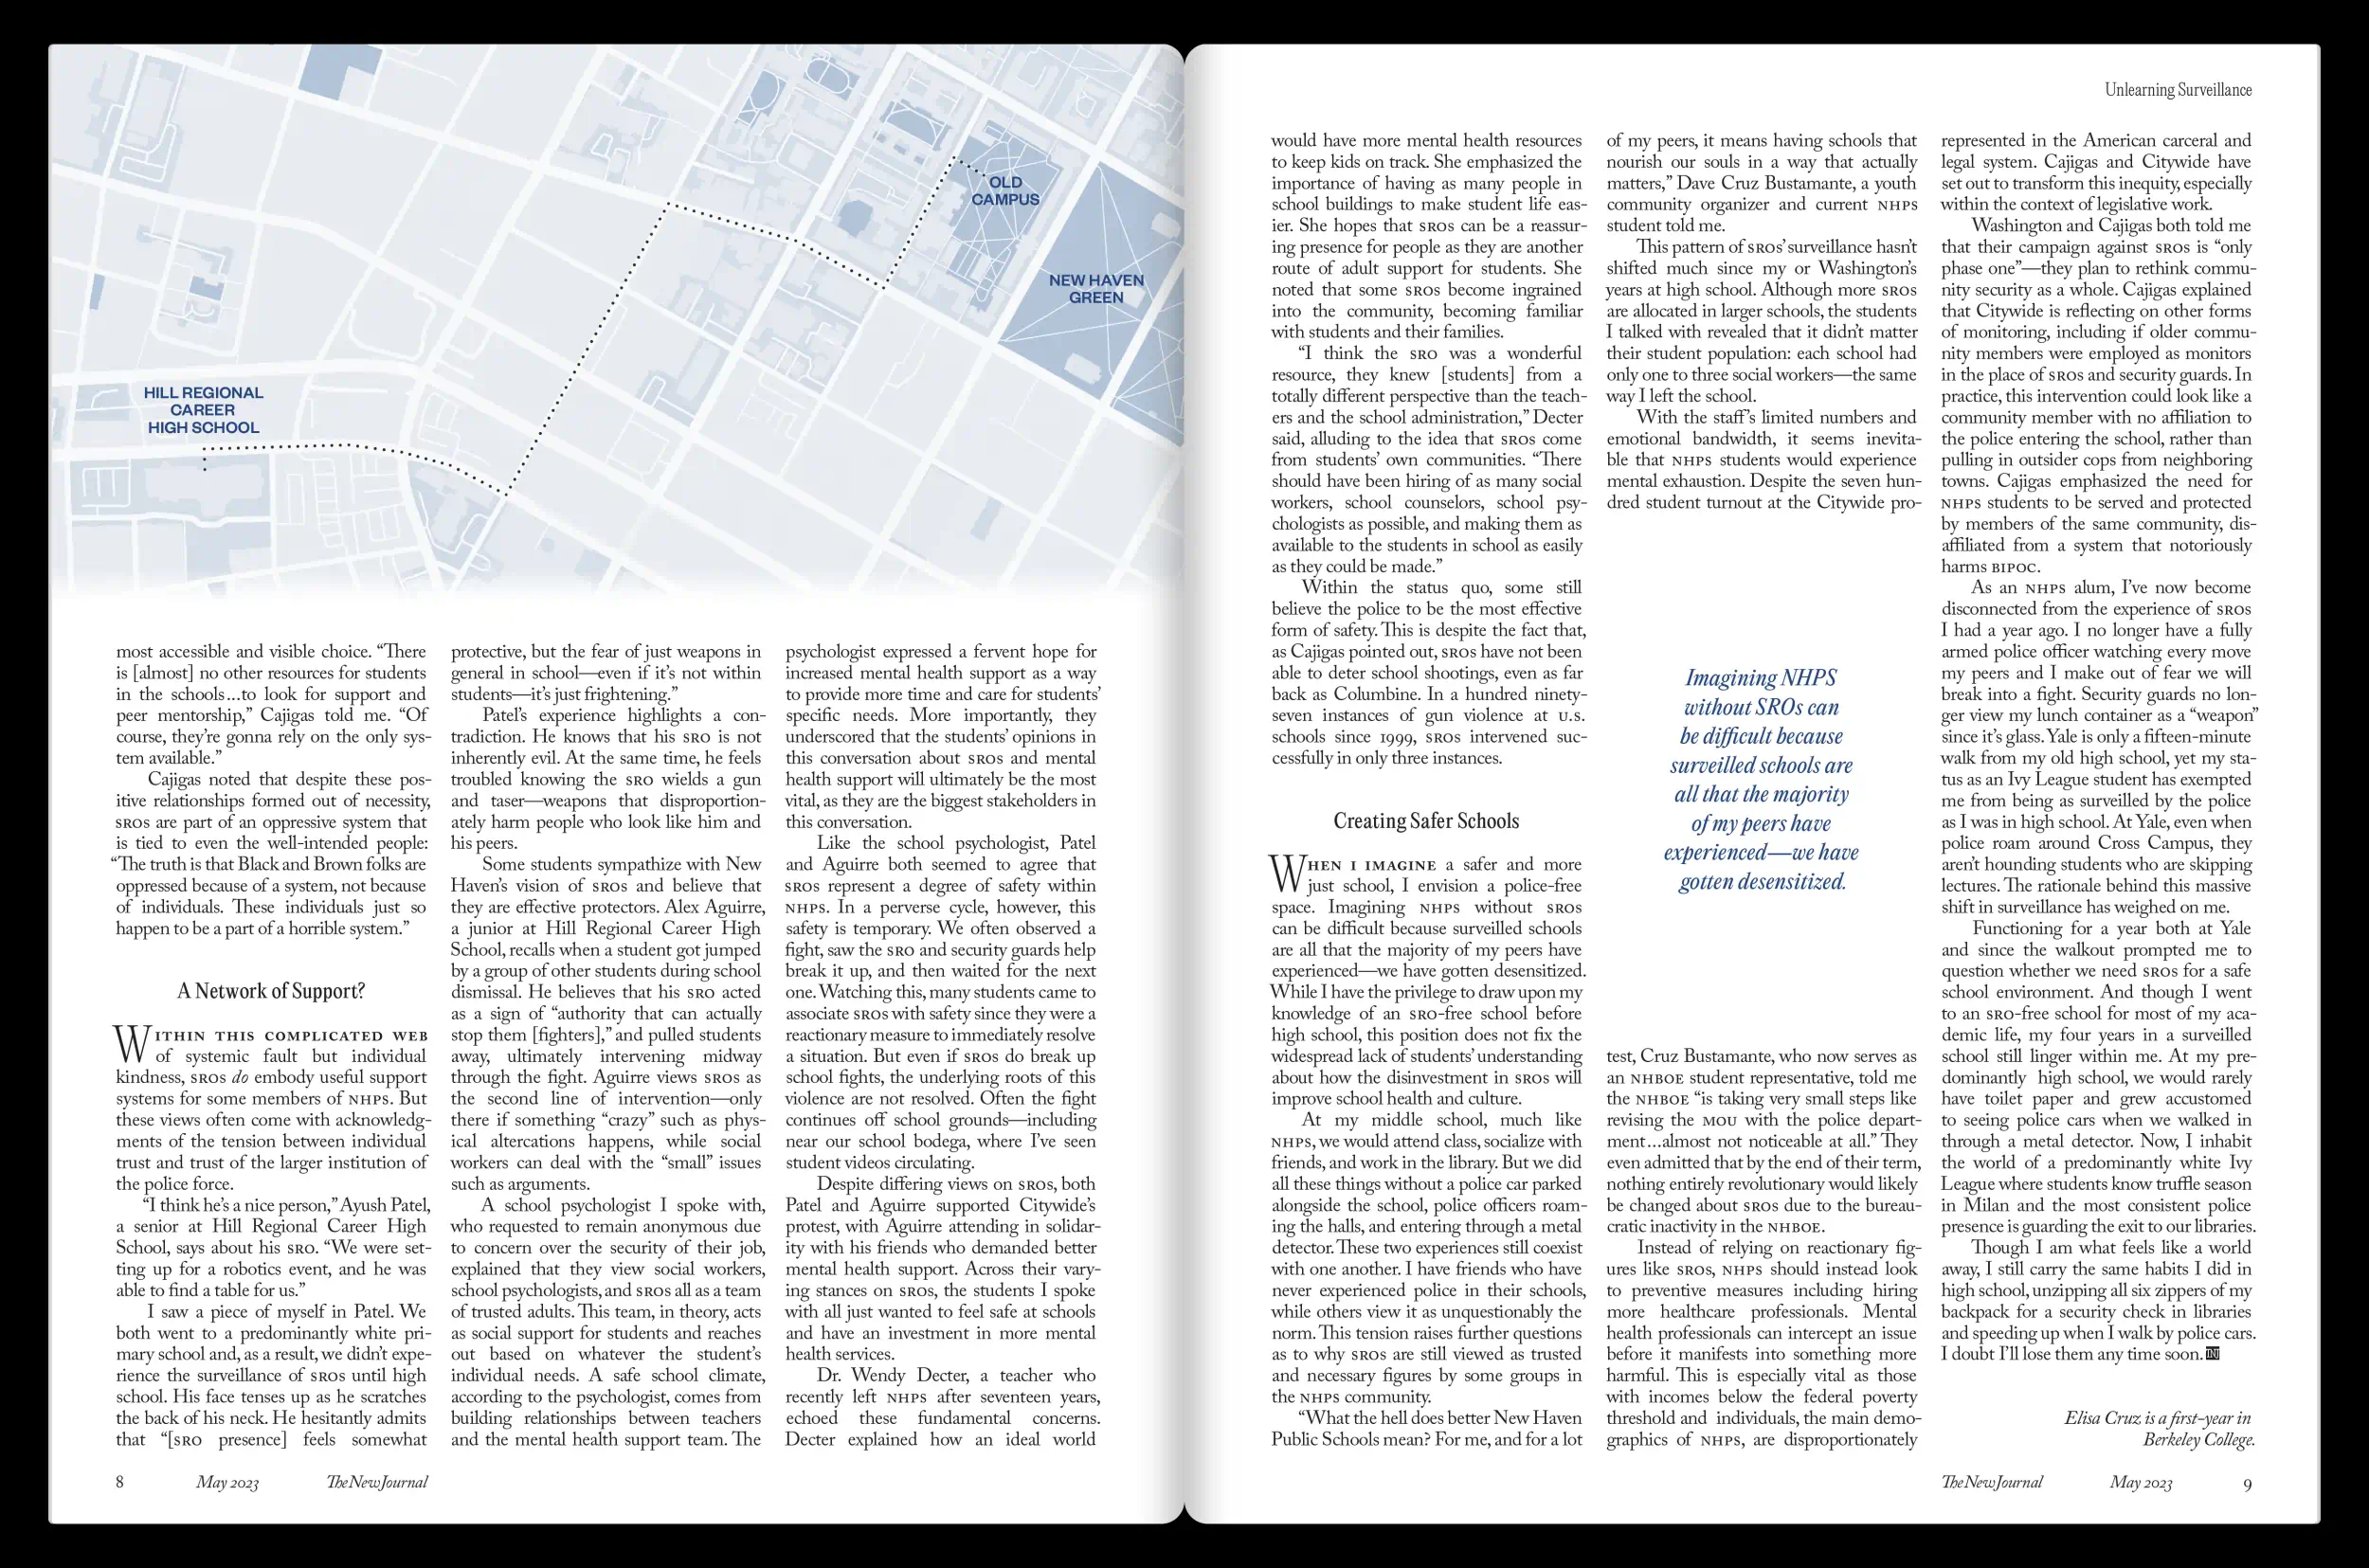 OLD
CAMPUS
NEW HAVEN
GREEN
HILL REGIONAL
CAREER
HIGH SCHOOL
most accessible and visible choice. “There
is [almost] no other resources for students
in the schools...to look for support and
peer mentorship,” Cajigas told me. “Of
course, they’re gonna rely on the only sys-
tem available.”
Cajigas noted that despite these pos-
itive relationships formed out of necessity,
SROs are part of an oppressive system that
is tied to even the well-intended people:
“The truth is that Black and Brown folks are
oppressed because of a system, not because
of individuals. These individuals just so
happen to be a part of a horrible system.”
A Network of Support?
WITHIN THIS COMPLICATED WEB
of systemic fault but individual
kindness, SROs do embody useful support
systems for some members of NHPS. But
these views often come with acknowledg-
ments of the tension between individual
trust and trust of the larger institution of
the police force.
“I think he’s a nice person,” Ayush Patel,
a senior at Hill Regional Career High
School, says about his SRO. “We were set-
ting up for a robotics event, and he was
able to find a table for us.”
I saw a piece of myself in Patel. We
both went to a predominantly white pri-
mary school and, as a result, we didn’t expe-
rience the surveillance of SROs until high
school. His face tenses up as he scratches
the back of his neck. He hesitantly admits
that “[SRO presence] feels somewhat
protective, but the fear of just weapons in
general in school—even if it’s not within
students—it’s just frightening.”
Patel’s experience highlights a con-
tradiction. He knows that his SRO is not
inherently evil. At the same time, he feels
troubled knowing the SRO wields a gun
and taser—weapons that disproportion-
ately harm people who look like him and
his peers.
Some students sympathize with New
Haven’s vision of SROs and believe that
they are effective protectors. Alex Aguirre,
a junior at Hill Regional Career High
School, recalls when a student got jumped
by a group of other students during school
dismissal. He believes that his SRO acted
as a sign of “authority that can actually
stop them [fighters],” and pulled students
away, ultimately intervening midway
through the fight. Aguirre views SROs as
the second line of intervention—only
there if something “crazy” such as phys-
ical altercations happens, while social
workers can deal with the “small” issues
such as arguments.
A school psychologist I spoke with,
who requested to remain anonymous due
to concern over the security of their job,
explained that they view social workers,
school psychologists, and SROs all as a team
of trusted adults. This team, in theory, acts
as social support for students and reaches
out based on whatever the student’s
individual needs. A safe school climate,
according to the psychologist, comes from
building relationships between teachers
and the mental health support team. The
psychologist expressed a fervent hope for
increased mental health support as a way
to provide more time and care for students’
specific needs. More importantly, they
underscored that the students’ opinions in
this conversation about SROs and mental
health support will ultimately be the most
vital, as they are the biggest stakeholders in
this conversation.
Like the school psychologist, Patel
and Aguirre both seemed to agree that
SROs represent a degree of safety within
NHPS. In a perverse cycle, however, this
safety is temporary. We often observed a
fight, saw the SRO and security guards help
break it up, and then waited for the next
one. Watching this, many students came to
associate SROs with safety since they were a
reactionary measure to immediately resolve
a situation. But even if SROs do break up
school fights, the underlying roots of this
violence are not resolved. Often the fight
continues off school grounds—including
near our school bodega, where I’ve seen
student videos circulating.
Despite differing views on SROs, both
Patel and Aguirre supported Citywide’s
protest, with Aguirre attending in solidar-
ity with his friends who demanded better
mental health support. Across their vary-
ing stances on SROs, the students I spoke
with all just wanted to feel safe at schools
and have an investment in more mental
health services.
Dr. Wendy Decter, a teacher who
recently left NHPS after seventeen years,
echoed these fundamental concerns.
Decter explained how an ideal world
8 May 2023 TheNewJournal
Unlearning Surveillance
would have more mental health resources
to keep kids on track. She emphasized the
importance of having as many people in
school buildings to make student life eas-
ier. She hopes that SROs can be a reassur-
ing presence for people as they are another
route of adult support for students. She
noted that some SROs become ingrained
into the community, becoming familiar
with students and their families.
“I think the SRO was a wonderful
resource, they knew [students] from a
totally different perspective than the teach-
ers and the school administration,” Decter
said, alluding to the idea that SROs come
from students’ own communities. “There
should have been hiring of as many social
workers, school counselors, school psy-
chologists as possible, and making them as
available to the students in school as easily
as they could be made.”
Within the status quo, some still
believe the police to be the most effective
form of safety. This is despite the fact that,
as Cajigas pointed out, SROs have not been
able to deter school shootings, even as far
back as Columbine. In a hundred ninety-
seven instances of gun violence at U.S.
schools since 1999, SROs intervened suc-
cessfully in only three instances.
Creating Safer Schools
WHEN I IMAGINE a safer and more
just school, I envision a police-free
space. Imagining NHPS without SROs
can be difficult because surveilled schools
are all that the majority of my peers have
experienced—we have gotten desensitized.
While I have the privilege to draw upon my
knowledge of an SRO-free school before
high school, this position does not fix the
widespread lack of students’ understanding
about how the disinvestment in SROs will
improve school health and culture.
At my middle school, much like
NHPS, we would attend class, socialize with
friends, and work in the library. But we did
all these things without a police car parked
alongside the school, police officers roam-
ing the halls, and entering through a metal
detector. These two experiences still coexist
with one another. I have friends who have
never experienced police in their schools,
while others view it as unquestionably the
norm. This tension raises further questions
as to why SROs are still viewed as trusted
and necessary figures by some groups in
the NHPS community.
“What the hell does better New Haven
Public Schools mean? For me, and for a lot
of my peers, it means having schools that
nourish our souls in a way that actually
matters,” Dave Cruz Bustamante, a youth
community organizer and current NHPS
student told me.
This pattern of SROs’ surveillance hasn’t
shifted much since my or Washington’s
years at high school. Although more SROs
are allocated in larger schools, the students
I talked with revealed that it didn’t matter
their student population: each school had
only one to three social workers—the same
way I left the school.
With the staff’s limited numbers and
emotional bandwidth, it seems inevita-
ble that NHPS students would experience
mental exhaustion. Despite the seven hun-
dred student turnout at the Citywide pro-
Imagining NHPS
without SROs can
be difficult because
surveilled schools are
all that the majority
of my peers have
experienced—we have
gotten desensitized.
test, Cruz Bustamante, who now serves as
an NHBOE student representative, told me
the NHBOE “is taking very small steps like
revising the MOU with the police depart-
ment...almost not noticeable at all.” They
even admitted that by the end of their term,
nothing entirely revolutionary would likely
be changed about SROs due to the bureau-
cratic inactivity in the NHBOE.
Instead of relying on reactionary fig-
ures like SROs, NHPS should instead look
to preventive measures including hiring
more healthcare professionals. Mental
health professionals can intercept an issue
before it manifests into something more
harmful. This is especially vital as those
with incomes below the federal poverty
threshold and individuals, the main demo-
graphics of NHPS, are disproportionately
represented in the American carceral and
legal system. Cajigas and Citywide have
set out to transform this inequity, especially
within the context of legislative work.
Washington and Cajigas both told me
that their campaign against SROs is “only
phase one”—they plan to rethink commu-
nity security as a whole. Cajigas explained
that Citywide is reflecting on other forms
of monitoring, including if older commu-
nity members were employed as monitors
in the place of SROs and security guards. In
practice, this intervention could look like a
community member with no affiliation to
the police entering the school, rather than
pulling in outsider cops from neighboring
towns. Cajigas emphasized the need for
NHPS students to be served and protected
by members of the same community, dis-
affiliated from a system that notoriously
harms BIPOC.
As an NHPS alum, I’ve now become
disconnected from the experience of SROs
I had a year ago. I no longer have a fully
armed police officer watching every move
my peers and I make out of fear we will
break into a fight. Security guards no lon-
ger view my lunch container as a “weapon”
since it’s glass. Yale is only a fifteen-minute
walk from my old high school, yet my sta-
tus as an Ivy League student has exempted
me from being as surveilled by the police
as I was in high school. At Yale, even when
police roam around Cross Campus, they
aren’t hounding students who are skipping
lectures. The rationale behind this massive
shift in surveillance has weighed on me.
Functioning for a year both at Yale
and since the walkout prompted me to
question whether we need SROs for a safe
school environment. And though I went
to an SRO-free school for most of my aca-
demic life, my four years in a surveilled
school still linger within me. At my pre-
dominantly high school, we would rarely
have toilet paper and grew accustomed
to seeing police cars when we walked in
through a metal detector. Now, I inhabit
the world of a predominantly white Ivy
League where students know truffle season
in Milan and the most consistent police
presence is guarding the exit to our libraries.
Though I am what feels like a world
away, I still carry the same habits I did in
high school, unzipping all six zippers of my
backpack for a security check in libraries
and speeding up when I walk by police cars.
I doubt I’ll lose them any time soon.
Elisa Cruz is a first-year in
Berkeley College.
TheNewJournal May 2023 9